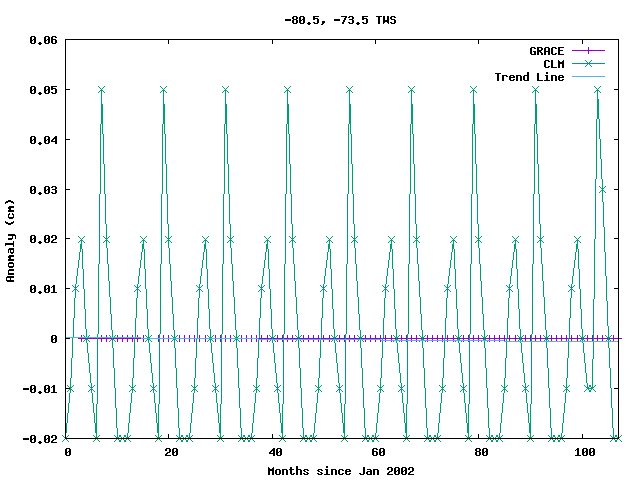 -80.5, -73.5 TWS
GRACE
CLM
Trend Line
0.06
0.05
0.04
0.03
0.02
0.01
0
-0.01
-0.02
Anomaly (cm)
0 20 40 60 80 100
Months since Jan 2002